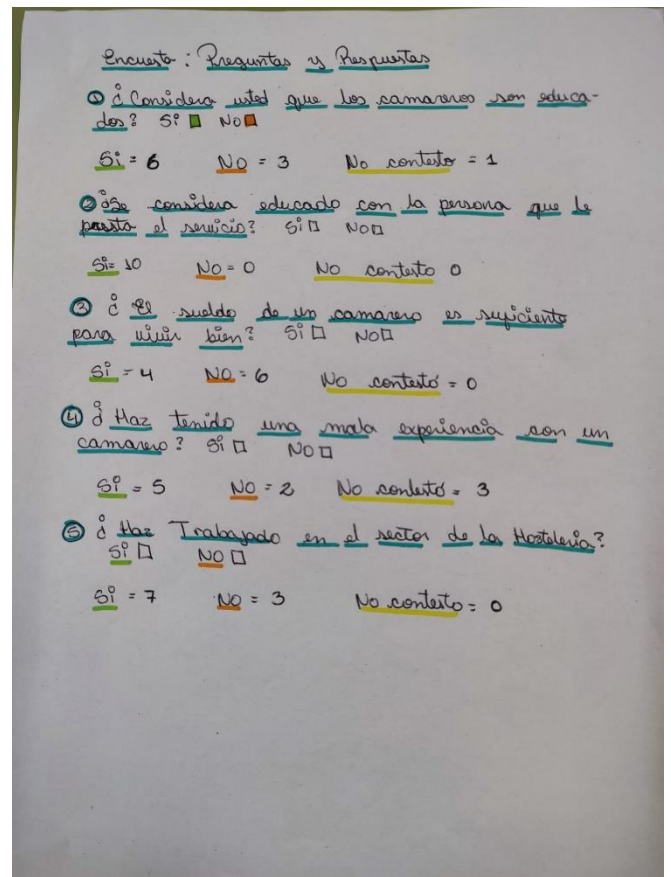 Encuesta: Preguntas y Respuestas
① ¿Considera usted que los camareros son educa-
dos? Si No
Si = 6 No = 3 No contesto = 1
② ¿Se considera educado con la persona que le
presta el servicio? Si No
Si = 10 No = 0 No contesto 0
③ ¿El sueldo de un camarero es suficiente
para vivir bien? Si No
Si = 4 No = 6 No contestó = 0
④ ¿Haz tenido una mala experiencia con un
camarero? Si No
Si = 5 No = 2 No contestó = 3
⑤ ¿Haz Trabajado en el sector de la Hosteleria?
Si No
Si = 7 No = 3 No contesto = 0